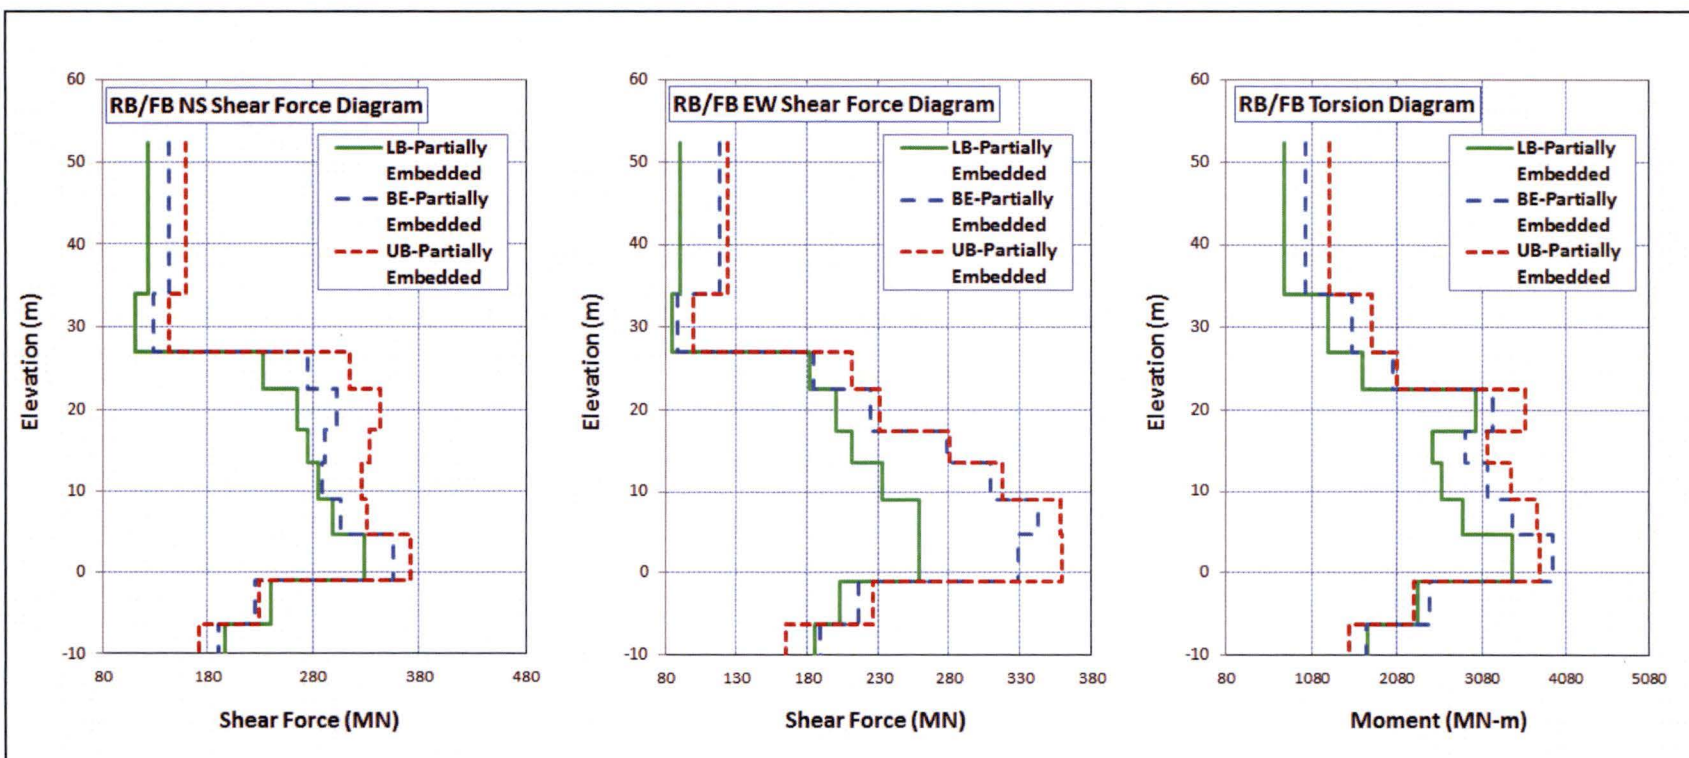 RB/FB NS Shear Force Diagram
LB-Partially
Embedded
BE-Partially
Embedded
UB-Partially
Embedded
60
50
40
30
20
10
0
-10
Elevation (m)
80 180 280 380 480
Shear Force (MN)
RB/FB EW Shear Force Diagram
LB-Partially
Embedded
BE-Partially
Embedded
UB-Partially
Embedded
60
50
40
30
20
10
0
-10
Elevation (m)
80 130 180 230 280 330 380
Shear Force (MN)
RB/FB Torsion Diagram
LB-Partially
Embedded
BE-Partially
Embedded
UB-Partially
Embedded
60
50
40
30
20
10
0
-10
Elevation (m)
80 1080 2080 3080 4080 5080
Moment (MN-m)